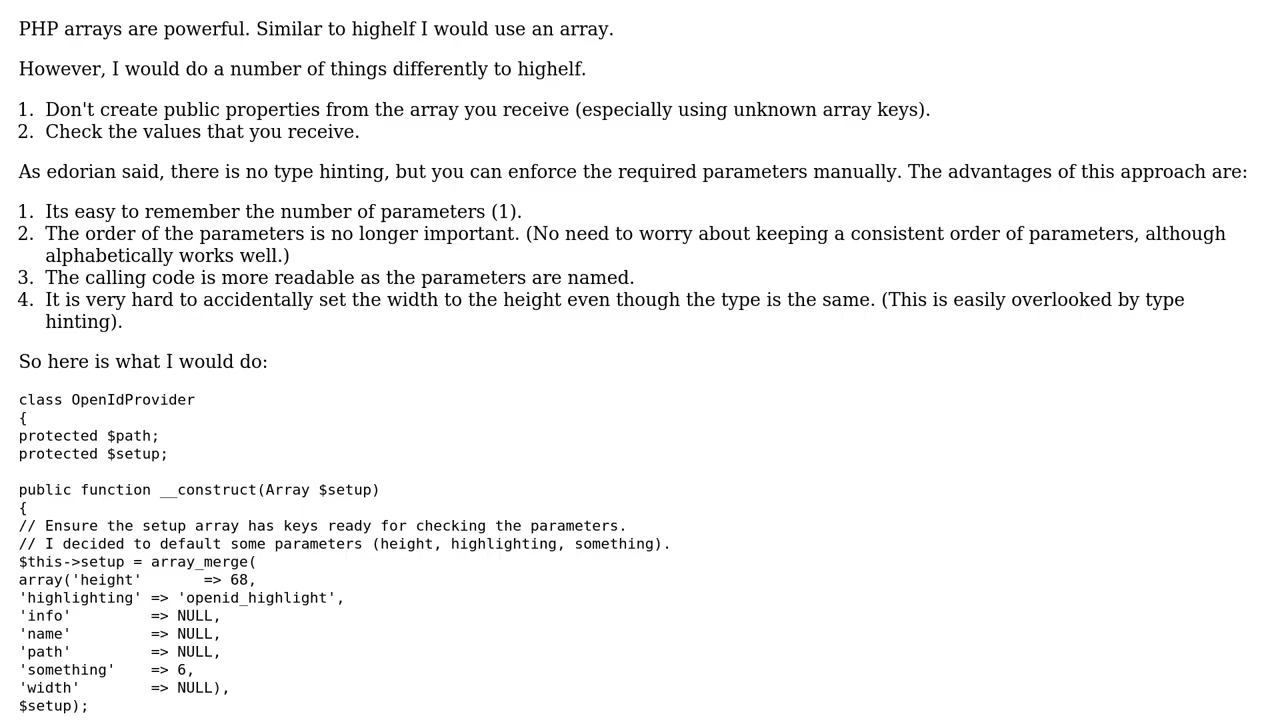 PHP arrays are powerful. Similar to highelf I would use an array.
However, I would do a number of things differently to highelf.
1. Don't create public properties from the array you receive (especially using unknown array keys).
2. Check the values that you receive.
As edorian said, there is no type hinting, but you can enforce the required parameters manually. The advantages of this approach are:
1. Its easy to remember the number of parameters (1).
2. The order of the parameters is no longer important. (No need to worry about keeping a consistent order of parameters, although
alphabetically works well.)
3. The calling code is more readable as the parameters are named.
4. It is very hard to accidentally set the width to the height even though the type is the same. (This is easily overlooked by type
hinting).
So here is what I would do:
class OpenIdProvider
{
protected $path;
protected $setup;
public function __construct(Array $setup)
{
// Ensure the setup array has keys ready for checking the parameters.
// I decided to default some parameters (height, highlighting, something).
$this->setup = array_merge(
array('height'       => 68,
'highlighting' => 'openid_highlight',
'info'         => NULL,
'name'         => NULL,
'path'         => NULL,
'something'    => 6,
'width'        => NULL),
$setup);